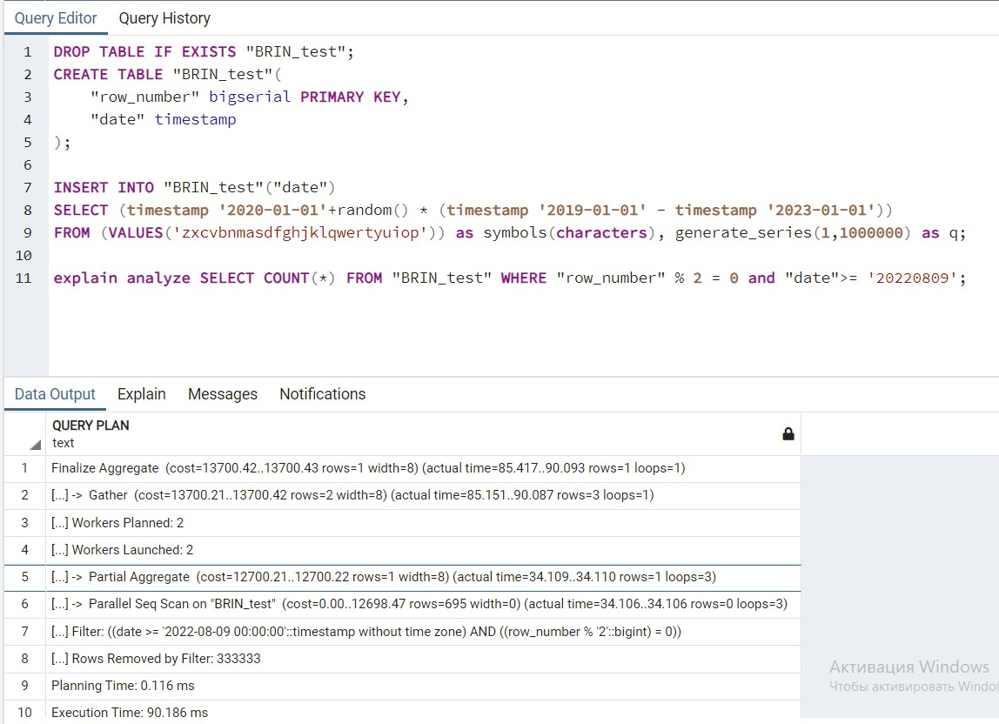 Query Editor Query History
1 DROP TABLE IF EXISTS "BRIN_test";
2 CREATE TABLE "BRIN_test"(
3 "row_number" bigserial PRIMARY KEY,
4 "date" timestamp
5 );
6
7 INSERT INTO "BRIN_test"("date")
8 SELECT (timestamp '2020-01-01'+random() * (timestamp '2019-01-01' - timestamp '2023-01-01'))
9 FROM (VALUES('zxcvbnmasdfghjklqwertyuiop')) as symbols(characters), generate_series(1,1000000) as q;
10
11 explain analyze SELECT COUNT(*) FROM "BRIN_test" WHERE "row_number" % 2 = 0 and "date">= '20220809';
Data Output Explain Messages Notifications
QUERY PLAN
text
1 Finalize Aggregate (cost=13700.42..13700.43 rows=1 width=8) (actual time=85.417..90.093 rows=1 loops=1)
2 [...] -> Gather (cost=13700.21..13700.42 rows=2 width=8) (actual time=85.151..90.087 rows=3 loops=1)
3 [...] Workers Planned: 2
4 [...] Workers Launched: 2
5 [...] -> Partial Aggregate (cost=12700.21..12700.22 rows=1 width=8) (actual time=34.109..34.110 rows=1 loops=3)
6 [...] -> Parallel Seq Scan on "BRIN_test" (cost=0.00..12698.47 rows=695 width=0) (actual time=34.106..34.106 rows=0 loops=3)
7 [...] Filter: ((date >= '2022-08-09 00:00:00'::timestamp without time zone) AND ((row_number % '2'::bigint) = 0))
8 [...] Rows Removed by Filter: 333333
9 Planning Time: 0.116 ms
10 Execution Time: 90.186 ms
Активация Windows
Чтобы активировать Windo